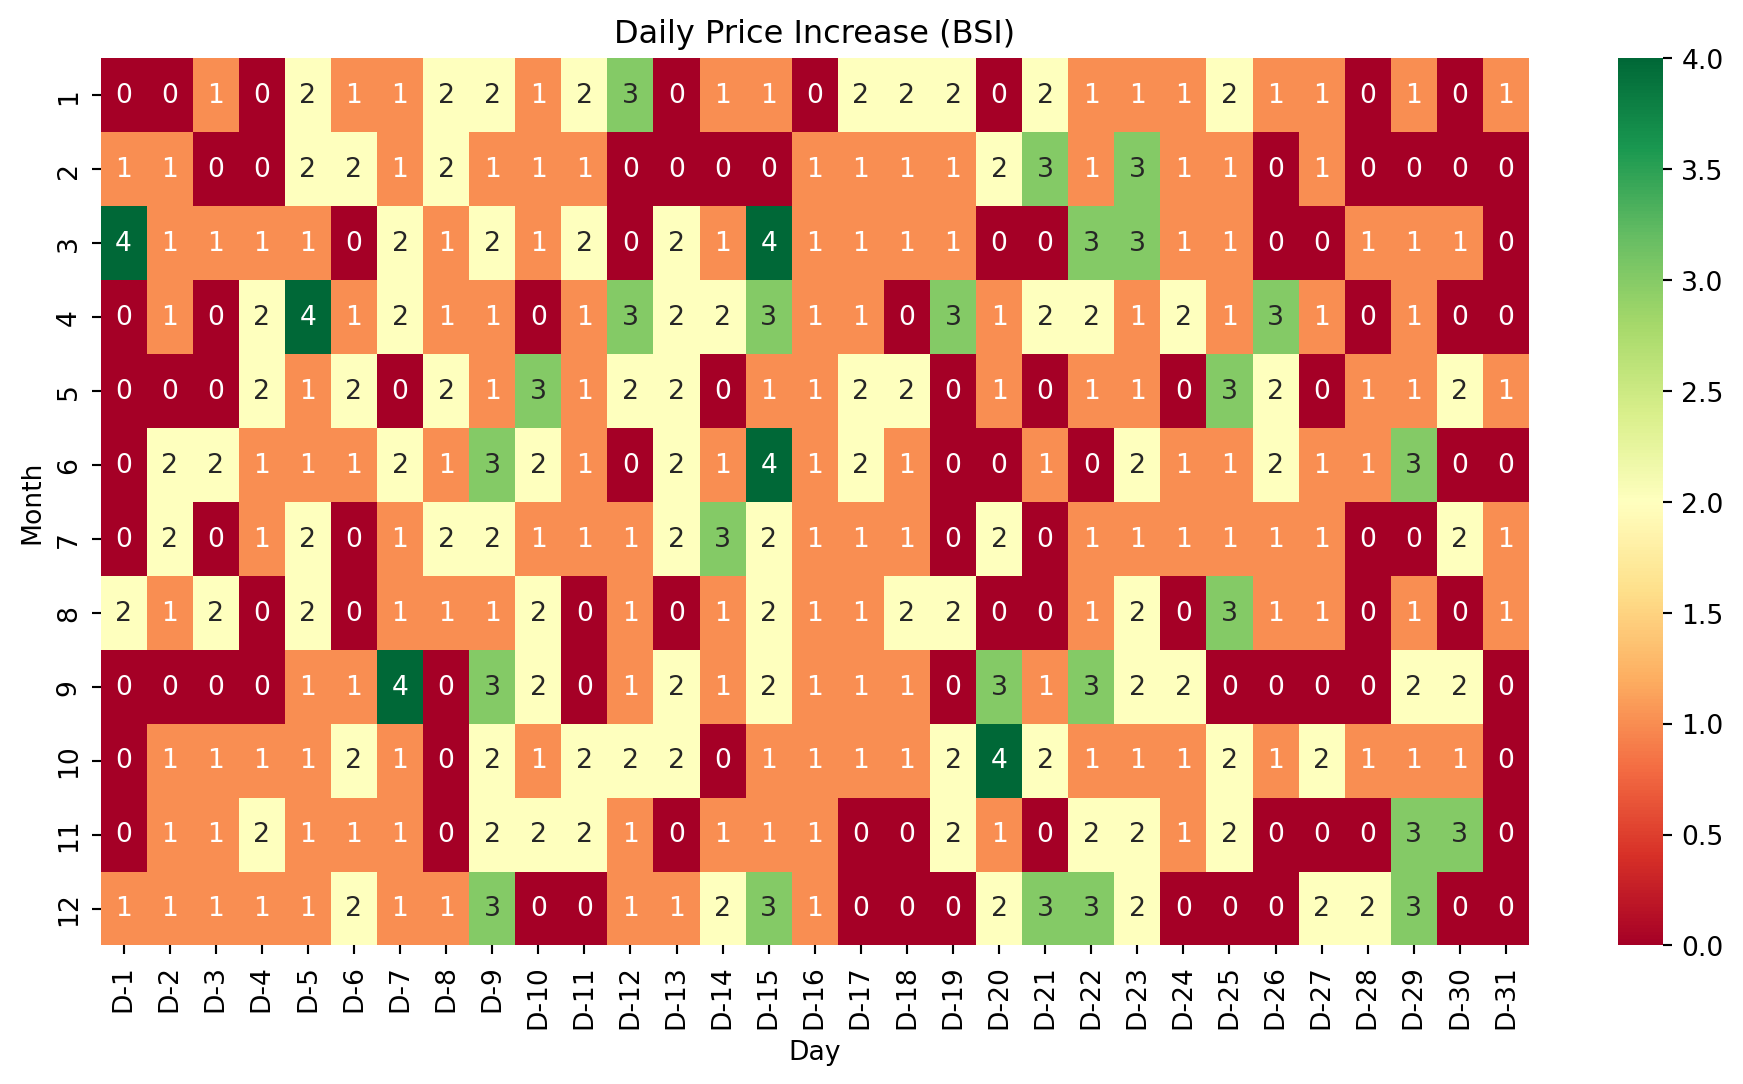 Daily Price Increase (BSI)
1 0 0 1 0 2 1 1 2 2 1 2 3 0 1 1 0 2 2 2 0 2 1 1 1 2 1 1 0 1 0 1
2 1 1 0 0 2 2 1 2 1 1 1 0 0 0 0 1 1 1 1 2 3 1 3 1 1 0 1 0 0 0 0
3 4 1 1 1 1 0 2 1 2 1 2 0 2 1 4 1 1 1 1 0 0 3 3 1 1 0 0 1 1 1 0
4 0 1 0 2 4 1 2 1 1 0 1 3 2 2 3 1 1 0 3 1 2 2 1 2 1 3 1 0 1 0 0
5 0 0 0 2 1 2 0 2 1 3 1 2 2 0 1 1 2 2 0 1 0 1 1 0 3 2 0 1 1 2 1
6 0 2 2 1 1 1 2 1 3 2 1 0 2 1 4 1 2 1 0 0 1 0 2 1 1 2 1 1 3 0 0
7 0 2 0 1 2 0 1 2 2 1 1 1 2 3 2 1 1 1 0 2 0 1 1 1 1 1 1 0 0 2 1
8 2 1 2 0 2 0 1 1 1 2 0 1 0 1 2 1 1 2 2 0 0 1 2 0 3 1 1 0 1 0 1
9 0 0 0 0 1 1 4 0 3 2 0 1 2 1 2 1 1 1 0 3 1 3 2 2 0 0 0 0 2 2 0
10 0 1 1 1 1 2 1 0 2 1 2 2 2 0 1 1 1 1 2 4 2 1 1 1 2 1 2 1 1 1 0
11 0 1 1 2 1 1 1 0 2 2 2 1 0 1 1 1 0 0 2 1 0 2 2 1 2 0 0 0 3 3 0
12 1 1 1 1 1 2 1 1 3 0 0 1 1 2 3 1 0 0 0 2 3 3 2 0 0 0 2 2 3 0 0
Month
D-1 D-2 D-3 D-4 D-5 D-6 D-7 D-8 D-9 D-10 D-11 D-12 D-13 D-14 D-15 D-16 D-17 D-18 D-19 D-20 D-21 D-22 D-23 D-24 D-25 D-26 D-27 D-28 D-29 D-30 D-31
Day
4.0
3.5
3.0
2.5
2.0
1.5
1.0
0.5
0.0